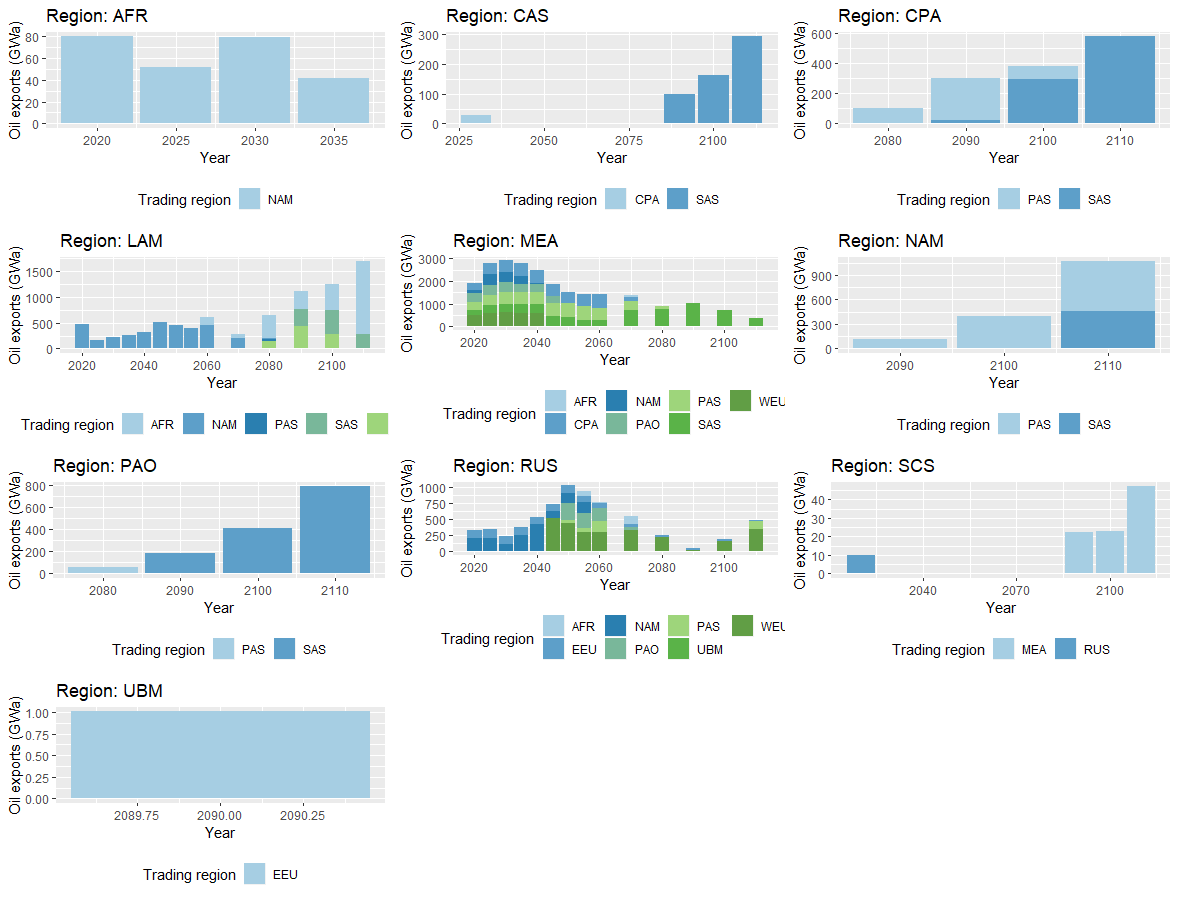 Region: AFR
Oil exports (GWa)
80
60
40
20
0
2020 2025 2030 2035
Year
Trading region NAM
Region: CAS
Oil exports (GWa)
300
200
100
0
2025 2050 2075 2100
Year
Trading region CPA SAS
Region: CPA
Oil exports (GWa)
600
400
200
0
2080 2090 2100 2110
Year
Trading region PAS SAS
Region: LAM
Oil exports (GWa)
1500
1000
500
0
2020 2040 2060 2080 2100
Year
Trading region AFR NAM PAS SAS
Region: MEA
Oil exports (GWa)
3000
2000
1000
0
2020 2040 2060 2080 2100
Year
Trading region
AFR NAM PAS WEU
CPA PAO SAS
Region: NAM
Oil exports (GWa)
900
600
300
0
2090 2100 2110
Year
Trading region PAS SAS
Region: PAO
Oil exports (GWa)
800
600
400
200
0
2080 2090 2100 2110
Year
Trading region PAS SAS
Region: RUS
Oil exports (GWa)
1000
750
500
250
0
2020 2040 2060 2080 2100
Year
Trading region
AFR NAM PAS WEU
EEU PAO UBM
Region: SCS
Oil exports (GWa)
40
30
20
10
0
2040 2070 2100
Year
Trading region MEA RUS
Region: UBM
Oil exports (GWa)
1.00
0.75
0.50
0.25
0.00
2089.75 2090.00 2090.25
Year
Trading region EEU